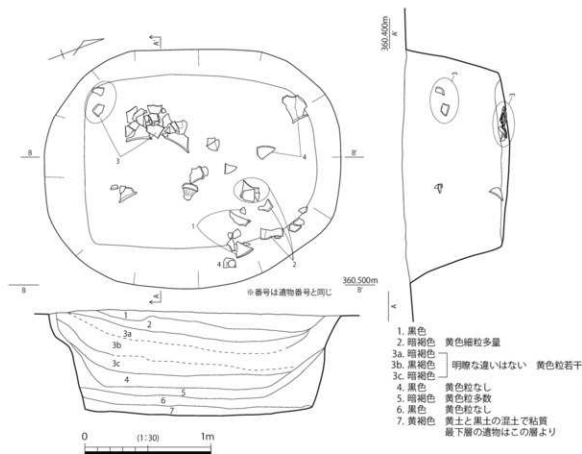 A'
360.400m
A'
3
3
3
4
B
B'
1
2
4
※番号は遺物番号と同じ
360.500m
B
A
B'
A
1
2
3a
3b
3c
4
5
6
7
1. 黒色
2. 暗褐色 黄色細粒多量
3a. 暗褐色
3b. 黒褐色 明瞭な違いはない 黄色粒若干
3c. 暗褐色
4. 黒色 黄色粒なし
5. 暗褐色 黄色粒多数
6. 黒色 黄色粒なし
7. 黄褐色 黄土と黒土の混土で粘質
最下層の遺物はこの層より
0 (1:30) 1m